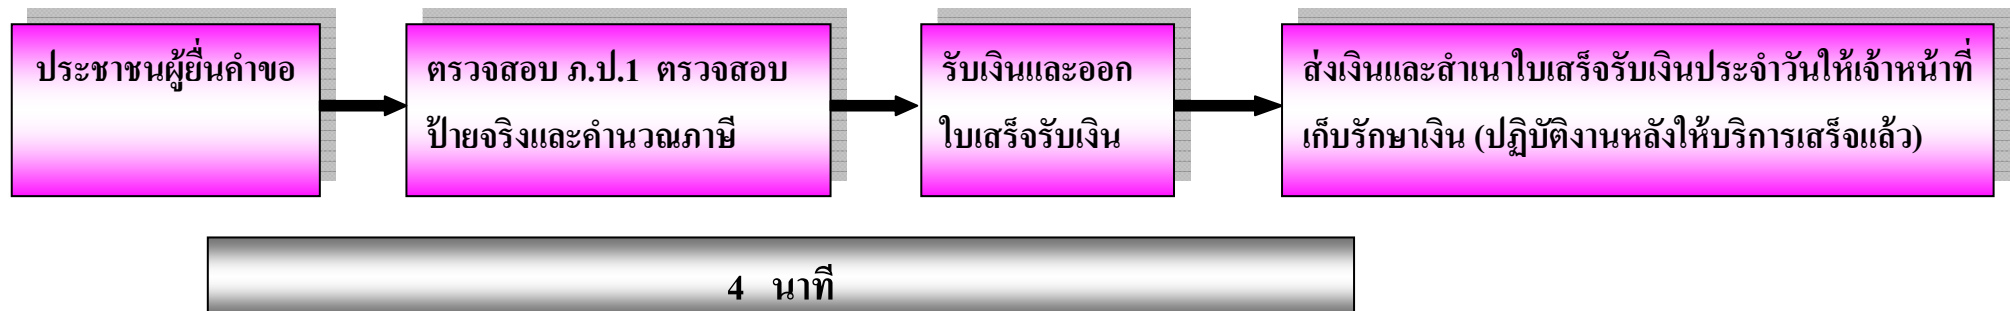 ประชาชนผู้ยื่นคำขอ
ตรวจสอบ ภ.ป.1 ตรวจสอบ
ป้ายจริงและคำนวณภาษี
รับเงินและออก
ใบเสร็จรับเงิน
ส่งเงินและสำเนาใบเสร็จรับเงินประจำวันให้เจ้าหน้าที่
เก็บรักษาเงิน (ปฏิบัติงานหลังให้บริการเสร็จแล้ว)
4 นาที